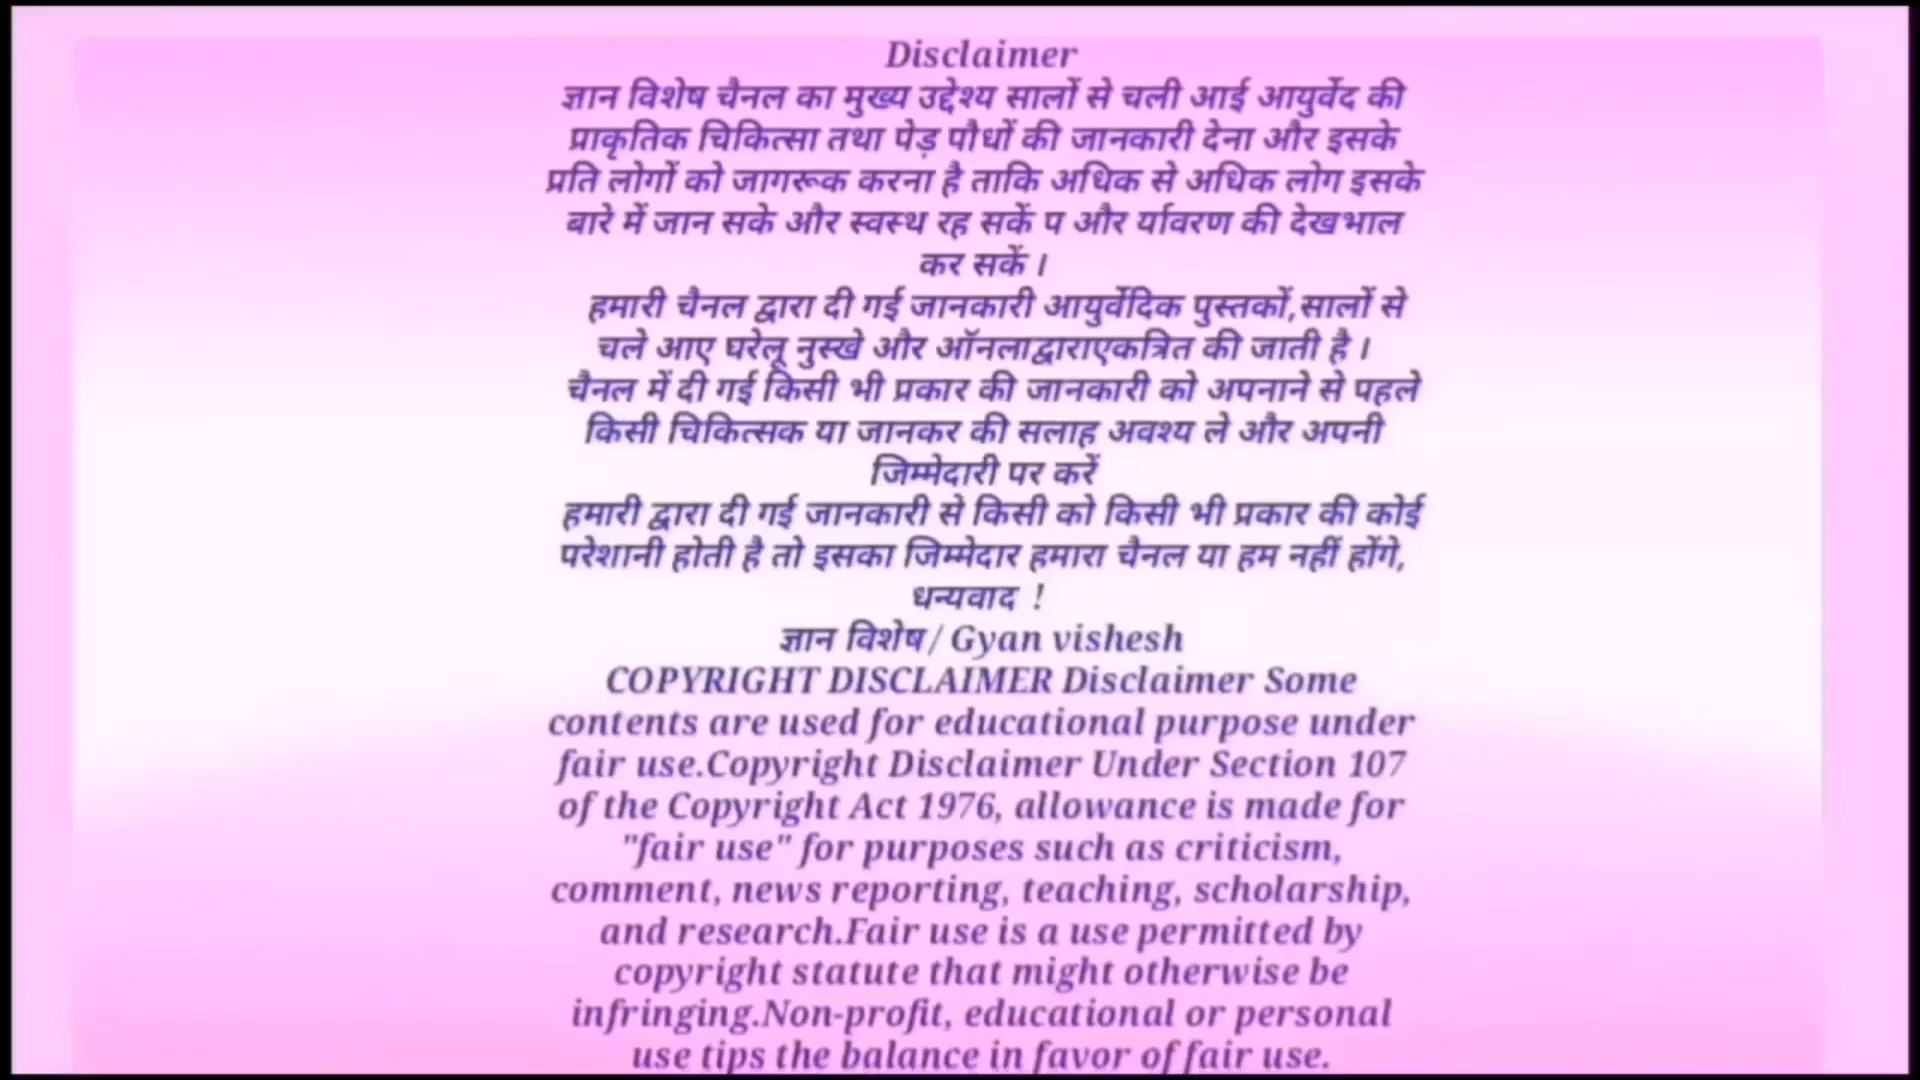 Disclaimer
ज्ञान विशेष चैनल का मुख्य उद्देश्य सालों से चली आई आयुर्वेद की
प्राकृतिक चिकित्सा तथा पेड़ पौधों की जानकारी देना और इसके
प्रति लोगों को जागरूक करना है ताकि अधिक से अधिक लोग इसके
बारे में जान सके और स्वस्थ रह सकें प और र्यावरण की देखभाल
कर सकें ।
हमारी चैनल द्वारा दी गई जानकारी आयुर्वेदिक पुस्तकों,सालों से
चले आए घरेलू नुस्खे और ऑनलाद्वाराएकत्रित की जाती है ।
चैनल में दी गई किसी भी प्रकार की जानकारी को अपनाने से पहले
किसी चिकित्सक या जानकर की सलाह अवश्य ले और अपनी
जिम्मेदारी पर करें
हमारी द्वारा दी गई जानकारी से किसी को किसी भी प्रकार की कोई
परेशानी होती है तो इसका जिम्मेदार हमारा चैनल या हम नहीं होंगे,
धन्यवाद !
ज्ञान विशेष/ Gyan vishesh
COPYRIGHT DISCLAIMER Disclaimer Some
contents are used for educational purpose under
fair use.Copyright Disclaimer Under Section 107
of the Copyright Act 1976, allowance is made for
"fair use" for purposes such as criticism,
comment, news reporting, teaching, scholarship,
and research.Fair use is a use permitted by
copyright statute that might otherwise be
infringing.Non-profit, educational or personal
use tips the balance in favor of fair use.